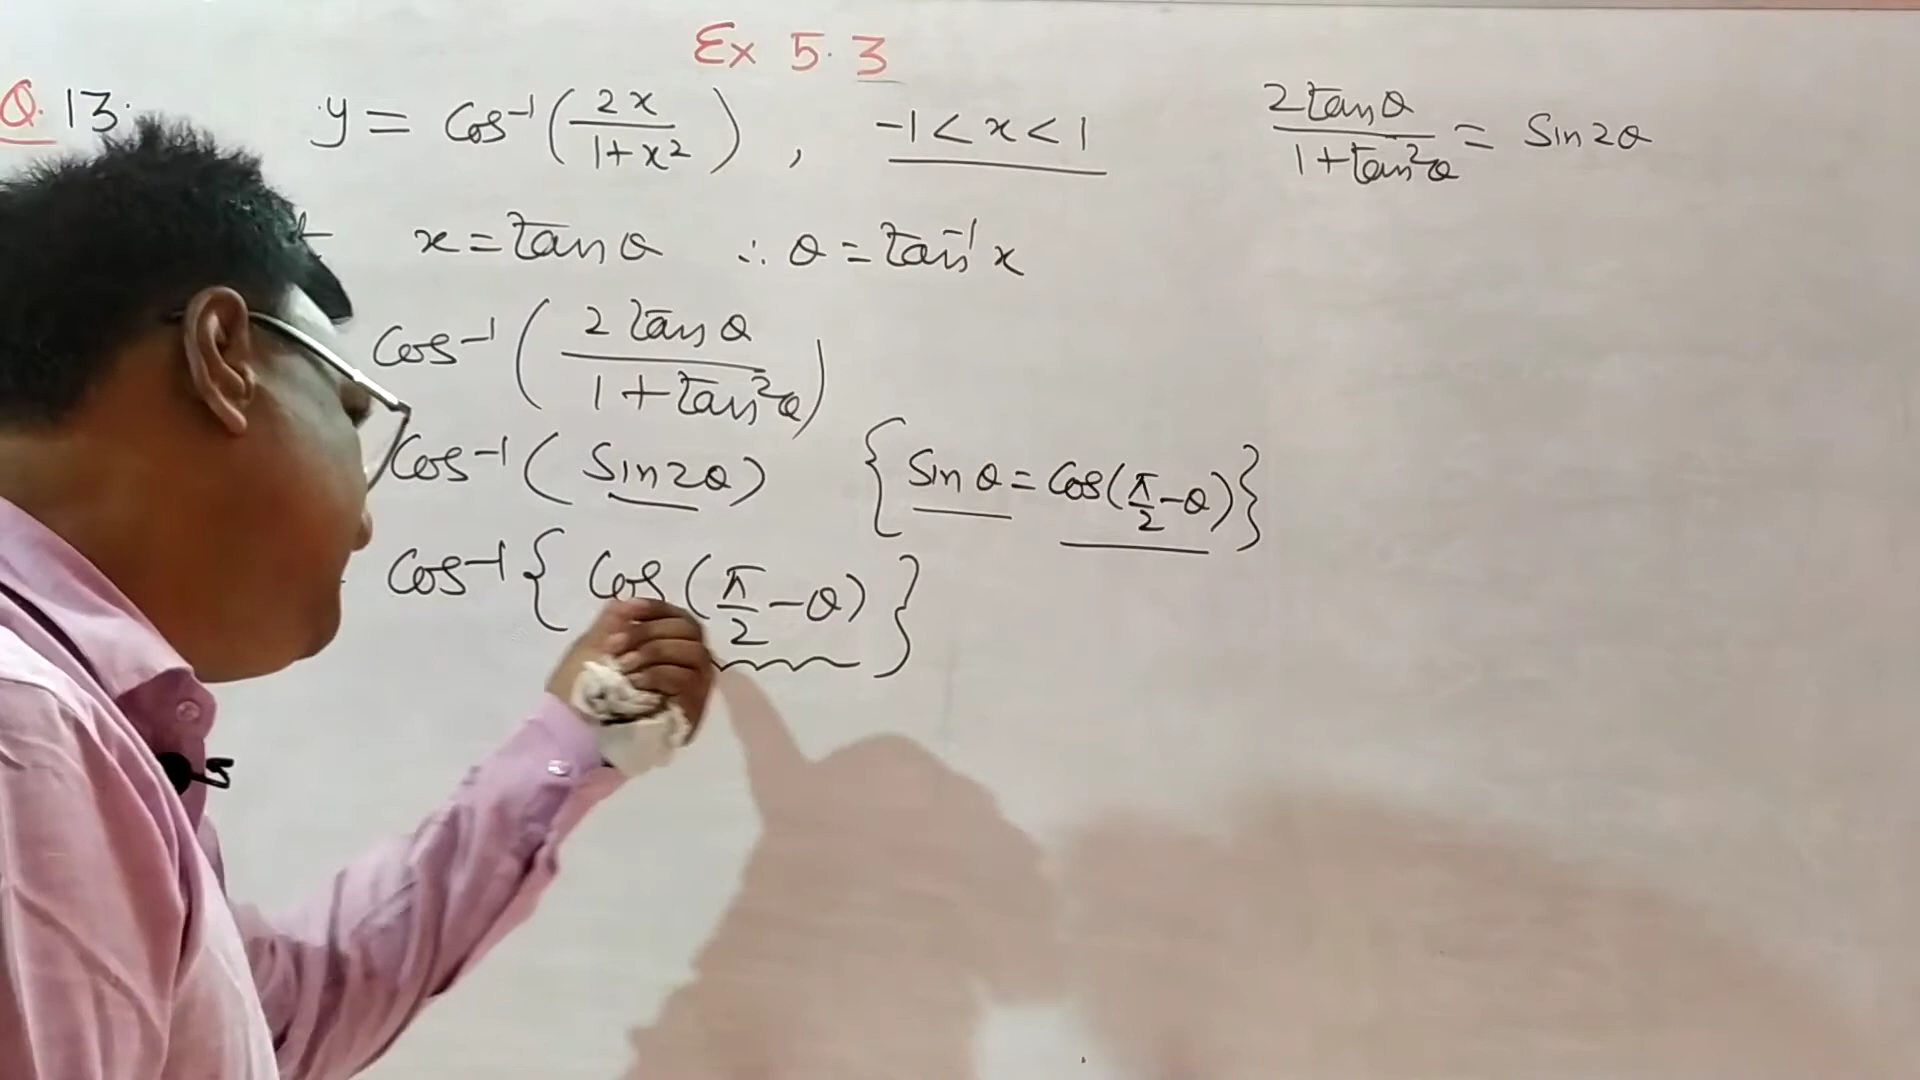 Ex 5.3
Q. 13. y = Cos⁻¹ (2x / 1+x²) , -1 < x < 1
2tanθ / 1+tan²θ = Sin2θ
x = tanθ ∴ θ = tan⁻¹x
Cos⁻¹ (2tanθ / 1+tan²θ)
Cos⁻¹ (Sin2θ) {Sinθ = Cos(π/2-θ)}
Cos⁻¹ {Cos (π/2-θ)}